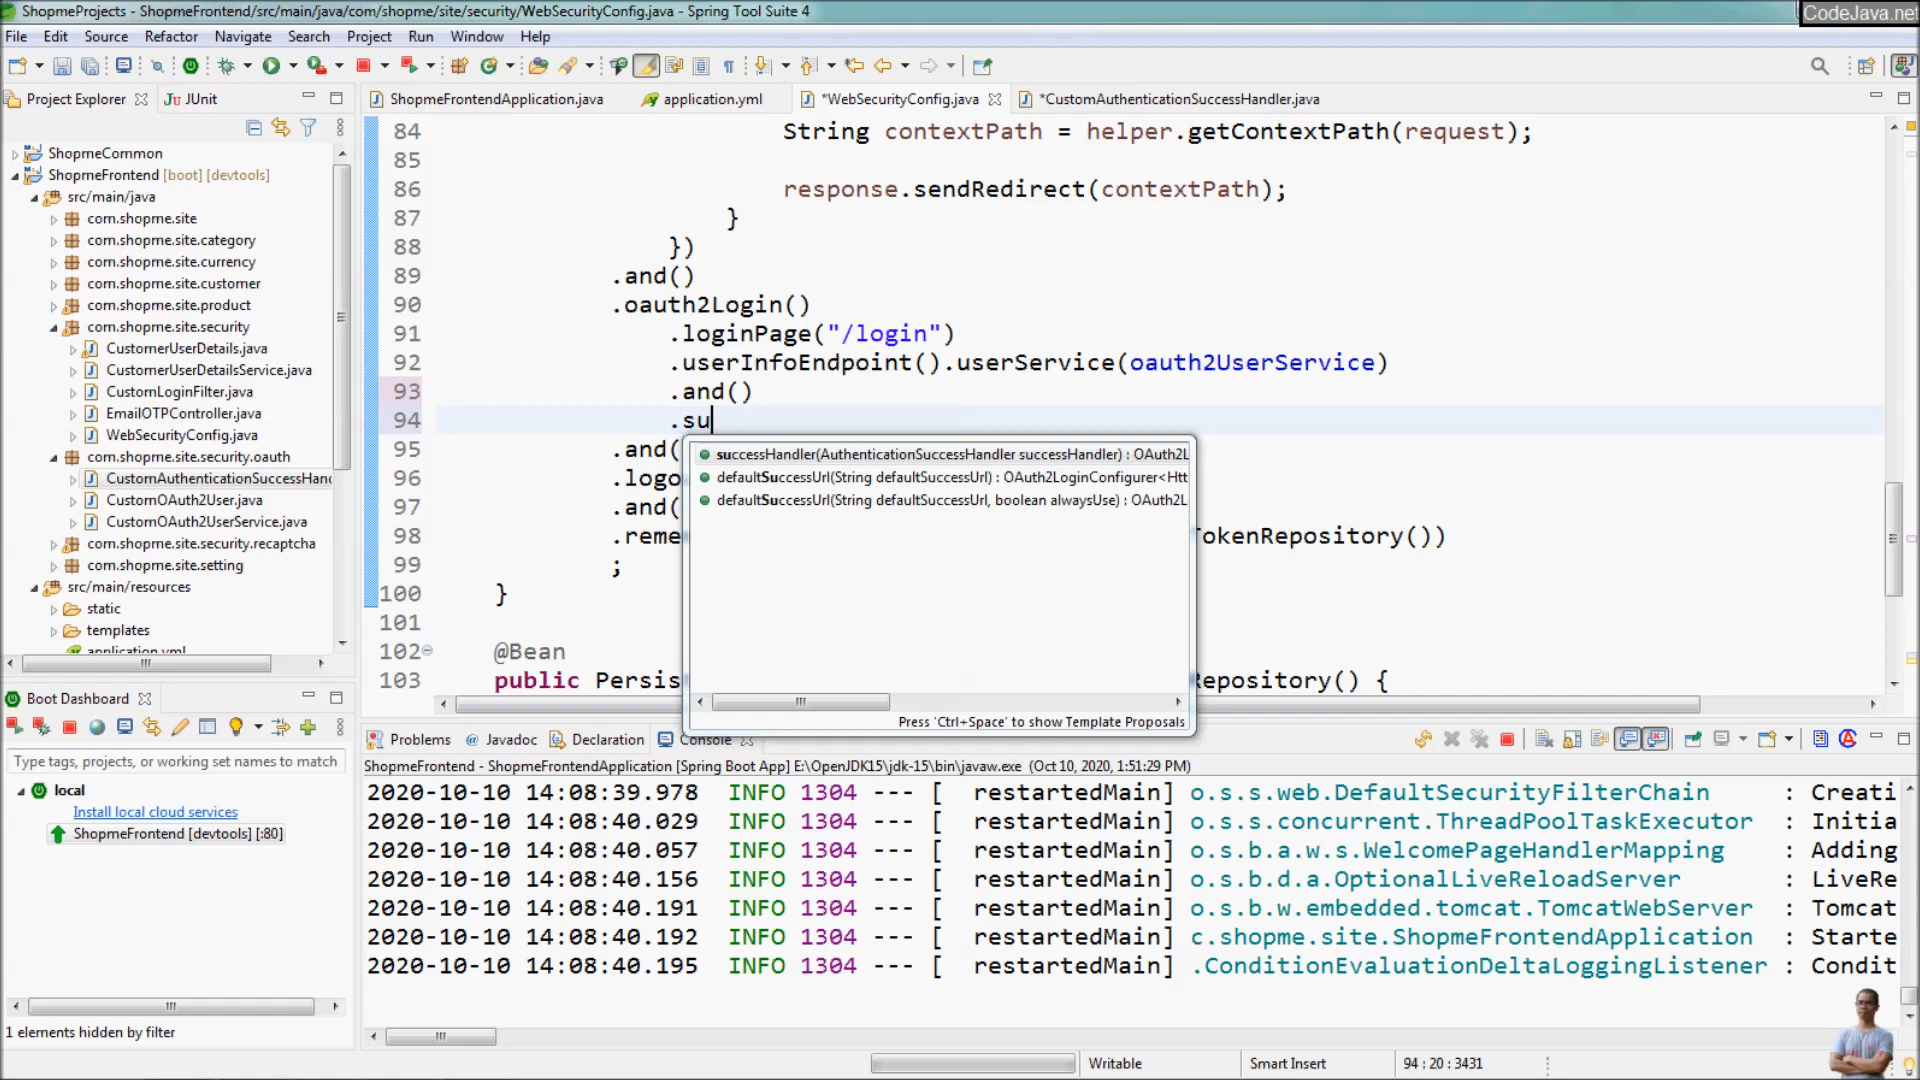 ShopmeProjects - ShopmeFrontend/src/main/java/com/shopme/site/security/WebSecurityConfig.java - Spring Tool Suite 4
CodeJava.net
File Edit Source Refactor Navigate Search Project Run Window Help
Project Explorer
JUnit
ShopmeCommon
ShopmeFrontend [boot] [devtools]
src/main/java
com.shopme.site
com.shopme.site.category
com.shopme.site.currency
com.shopme.site.customer
com.shopme.site.product
com.shopme.site.security
CustomerUserDetails.java
CustomerUserDetailsService.java
CustomLoginFilter.java
EmailOTPController.java
WebSecurityConfig.java
com.shopme.site.security.oauth
CustomAuthenticationSuccessHand
CustomOAuth2User.java
CustomOAuth2UserService.java
com.shopme.site.security.recaptcha
com.shopme.site.setting
src/main/resources
static
templates
application.yml
ShopmeFrontendApplication.java
application.yml
*WebSecurityConfig.java
*CustomAuthenticationSuccessHandler.java
84 String contextPath = helper.getContextPath(request);
85
86 response.sendRedirect(contextPath);
87 }
88 })
89 .and()
90 .oauth2Login()
91 .loginPage("/login")
92 .userInfoEndpoint().userService(oauth2UserService)
93 .and()
94 .su
95 .and(
96 .logo
97 .and(
98 .reme okenRepository())
99 ;
100 }
101
102 @Bean
103 public Persis epository() {
successHandler(AuthenticationSuccessHandler successHandler) : OAuth2L
defaultSuccessUrl(String defaultSuccessUrl) : OAuth2LoginConfigurer<Htt
defaultSuccessUrl(String defaultSuccessUrl, boolean alwaysUse) : OAuth2L
Press 'Ctrl+Space' to show Template Proposals
Boot Dashboard
Type tags, projects, or working set names to match
local
Install local cloud services
ShopmeFrontend [devtools] [:80]
1 elements hidden by filter
Problems
@ Javadoc
Declaration
Console
ShopmeFrontend - ShopmeFrontendApplication [Spring Boot App] E:\OpenJDK15\jdk-15\bin\javaw.exe (Oct 10, 2020, 1:51:29 PM)
2020-10-10 14:08:39.978 INFO 1304 --- [ restartedMain] o.s.s.web.DefaultSecurityFilterChain : Creati
2020-10-10 14:08:40.029 INFO 1304 --- [ restartedMain] o.s.s.concurrent.ThreadPoolTaskExecutor : Initia
2020-10-10 14:08:40.057 INFO 1304 --- [ restartedMain] o.s.b.a.w.s.WelcomePageHandlerMapping : Adding
2020-10-10 14:08:40.156 INFO 1304 --- [ restartedMain] o.s.b.d.a.OptionalLiveReloadServer : LiveRe
2020-10-10 14:08:40.191 INFO 1304 --- [ restartedMain] o.s.b.w.embedded.tomcat.TomcatWebServer : Tomcat
2020-10-10 14:08:40.192 INFO 1304 --- [ restartedMain] c.shopme.site.ShopmeFrontendApplication : Starte
2020-10-10 14:08:40.195 INFO 1304 --- [ restartedMain] .ConditionEvaluationDeltaLoggingListener : Condit
Writable
Smart Insert
94 : 20 : 3431